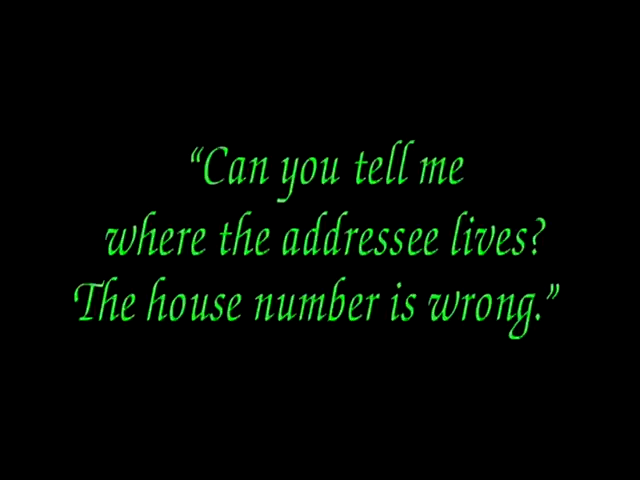 “Can you tell me
where the addressee lives?
The house number is wrong.”